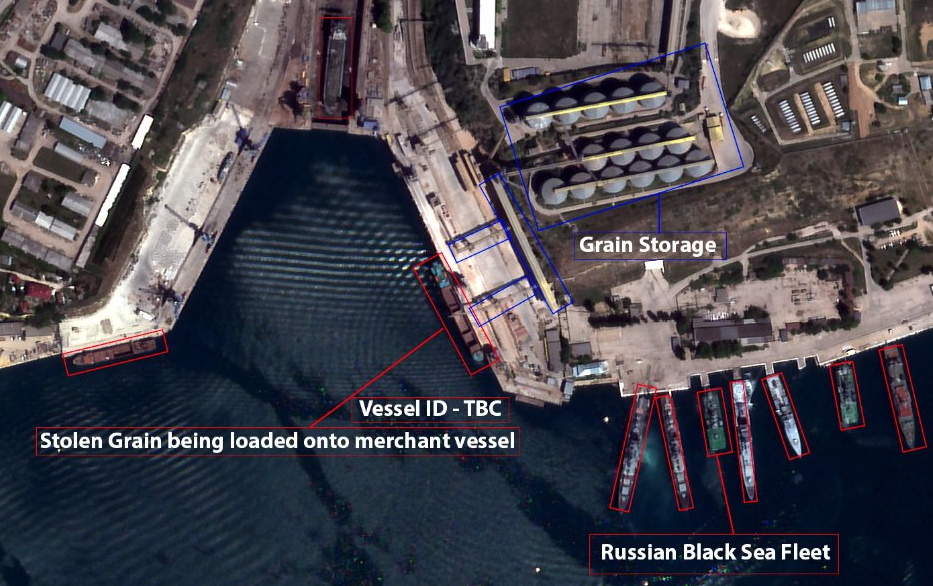 Grain Storage
Vessel ID - TBC
Stolen Grain being loaded onto merchant vessel
Russian Black Sea Fleet